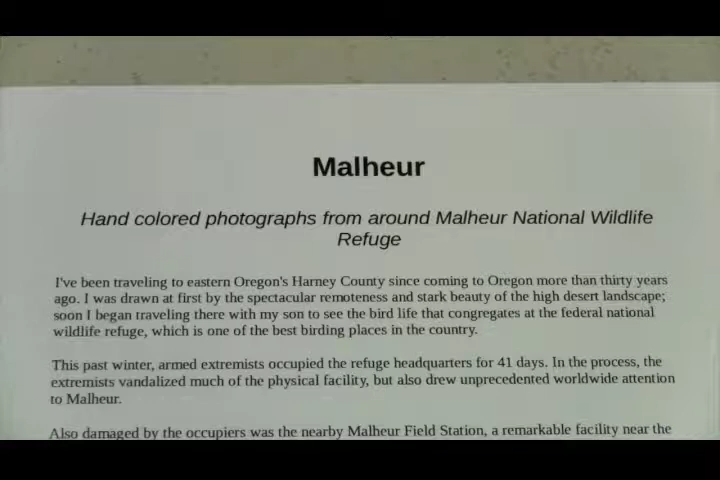 Malheur
Hand colored photographs from around Malheur National Wildlife
Refuge
I've been traveling to eastern Oregon's Harney County since coming to Oregon more than thirty years
ago. I was drawn at first by the spectacular remoteness and stark beauty of the high desert landscape;
soon I began traveling there with my son to see the bird life that congregates at the federal national
wildlife refuge, which is one of the best birding places in the country.
This past winter, armed extremists occupied the refuge headquarters for 41 days. In the process, the
extremists vandalized much of the physical facility, but also drew unprecedented worldwide attention
to Malheur.
Also damaged by the occupiers was the nearby Malheur Field Station, a remarkable facility near the